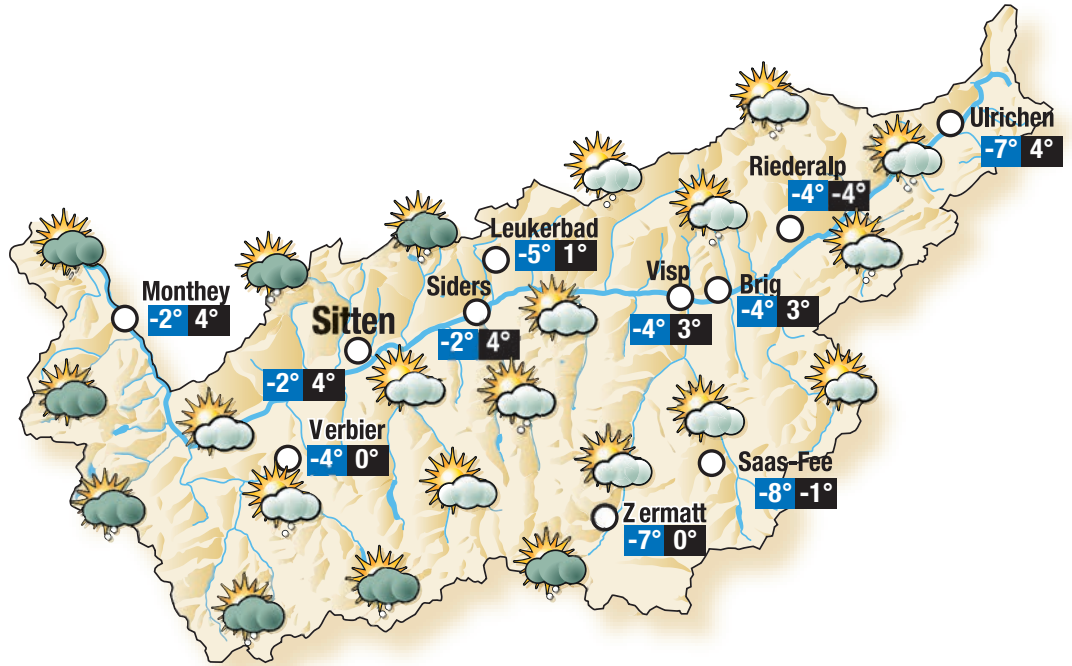 Ulrichen
-7° 4°
Riederalp
-4° -4°
Leukerbad
-5° 1°
Visp
-4° 3°
Brig
-4° 3°
Siders
-2° 4°
Monthey
-2° 4°
Sitten
-2° 4°
Verbier
-4° 0°
Saas-Fee
-8° -1°
Zermatt
-7° 0°